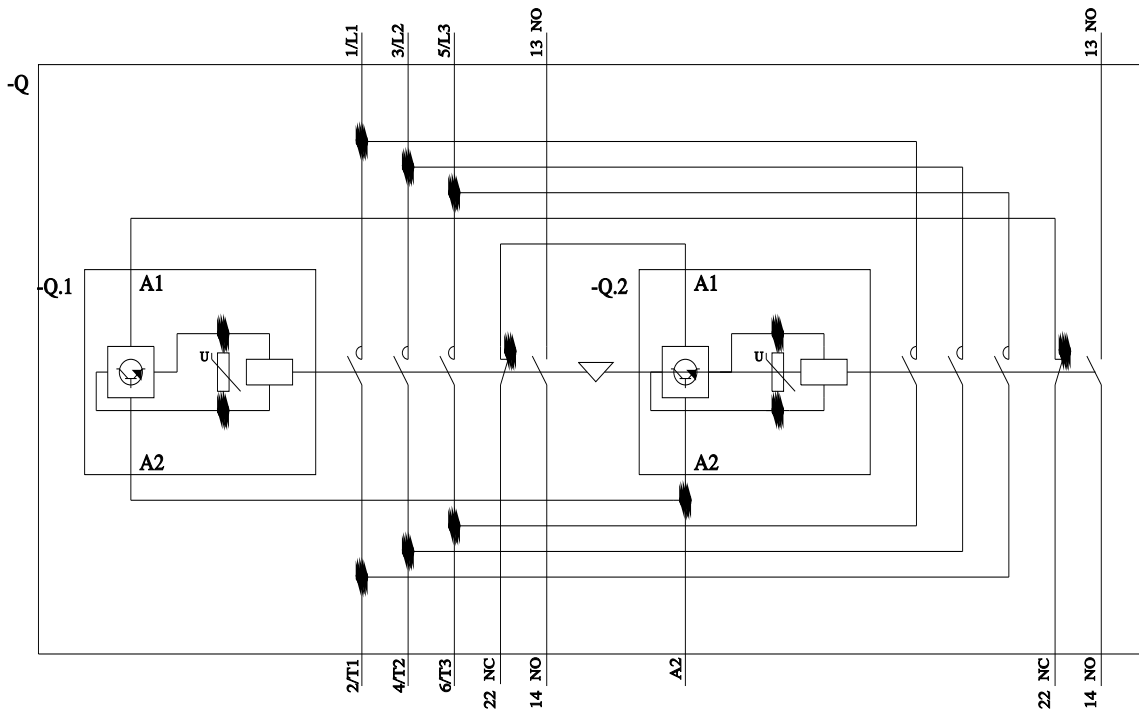 1/L1
3/L2
5/L3
13 NO
13 NO
-Q
-Q.1
A1
-Q.2
A1
U
U
A2
A2
2/T1
4/T2
6/T3
22 NC
14 NO
A2
22 NC
14 NO